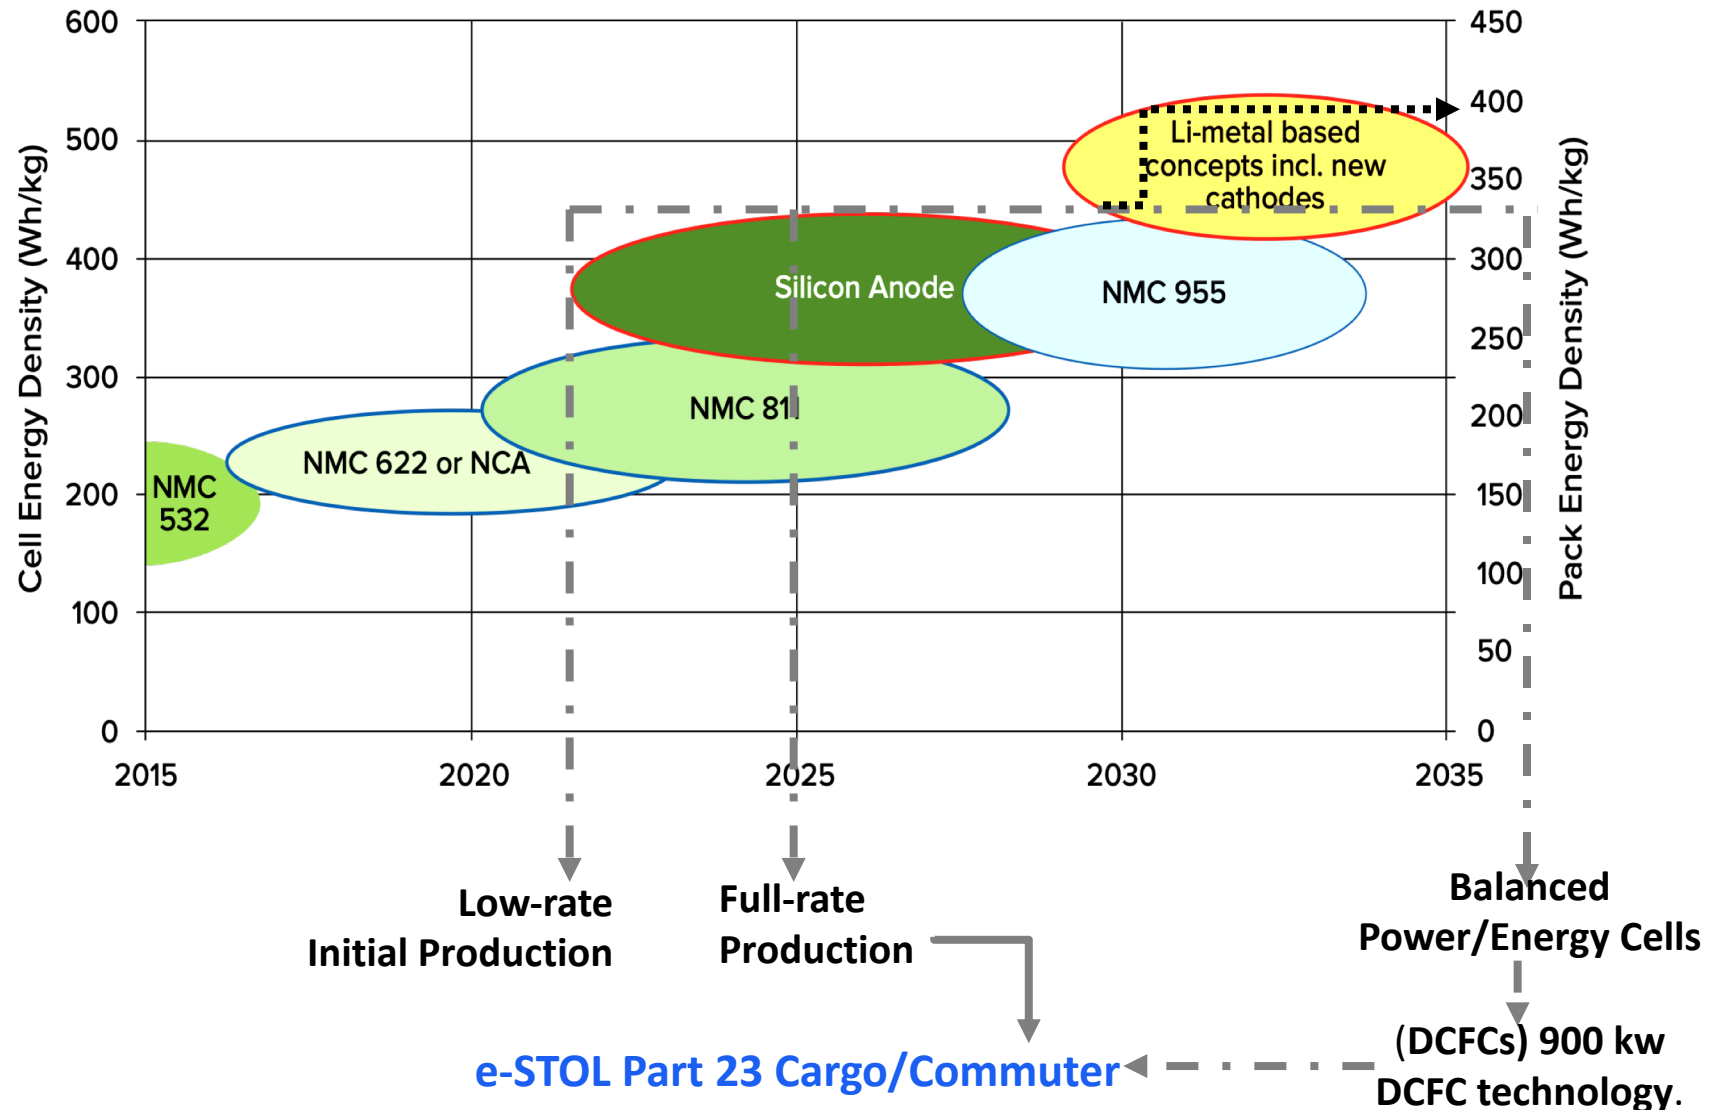 600
500
400
300
200
100
0
Cell Energy Density (Wh/kg)
450
400
350
300
250
200
150
100
50
0
Pack Energy Density (Wh/kg)
2015
2020
2025
2030
2035
NMC
532
NMC 622 or NCA
NMC 811
Silicon Anode
NMC 955
Li-metal based
concepts incl. new
cathodes
Low-rate
Initial Production
Full-rate
Production
Balanced
Power/Energy Cells
(DCFCs) 900 kw
DCFC technology.
e-STOL Part 23 Cargo/Commuter